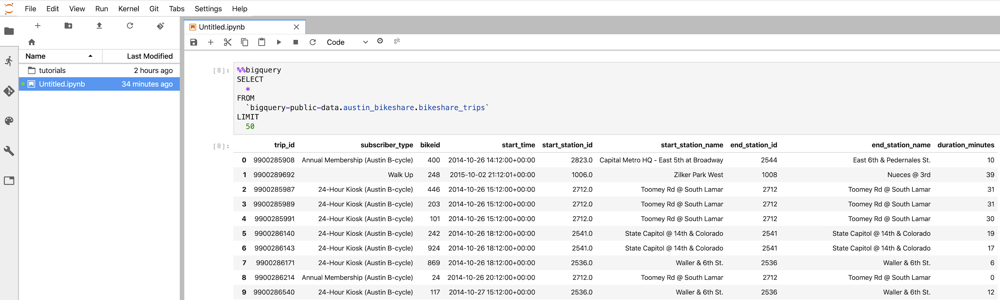 File Edit View Run Kernel Git Tabs Settings Help
Name Last Modified
tutorials 2 hours ago
Untitled.ipynb 34 minutes ago
Untitled.ipynb
Code git
[8]: %%bigquery
SELECT
*
FROM
`bigquery-public-data.austin_bikeshare.bikeshare_trips`
LIMIT
50
[8]: trip_id subscriber_type bikeid start_time start_station_id start_station_name end_station_id end_station_name duration_minutes
0 9900285908 Annual Membership (Austin B-cycle) 400 2014-10-26 14:12:00+00:00 2823.0 Capital Metro HQ - East 5th at Broadway 2544 East 6th & Pedernales St. 10
1 9900289692 Walk Up 248 2015-10-02 21:12:01+00:00 1006.0 Zilker Park West 1008 Nueces @ 3rd 39
2 9900285987 24-Hour Kiosk (Austin B-cycle) 446 2014-10-26 15:12:00+00:00 2712.0 Toomey Rd @ South Lamar 2712 Toomey Rd @ South Lamar 31
3 9900285989 24-Hour Kiosk (Austin B-cycle) 203 2014-10-26 15:12:00+00:00 2712.0 Toomey Rd @ South Lamar 2712 Toomey Rd @ South Lamar 31
4 9900285991 24-Hour Kiosk (Austin B-cycle) 101 2014-10-26 15:12:00+00:00 2712.0 Toomey Rd @ South Lamar 2712 Toomey Rd @ South Lamar 30
5 9900286140 24-Hour Kiosk (Austin B-cycle) 242 2014-10-26 18:12:00+00:00 2541.0 State Capitol @ 14th & Colorado 2541 State Capitol @ 14th & Colorado 19
6 9900286143 24-Hour Kiosk (Austin B-cycle) 924 2014-10-26 18:12:00+00:00 2541.0 State Capitol @ 14th & Colorado 2541 State Capitol @ 14th & Colorado 17
7 9900286171 24-Hour Kiosk (Austin B-cycle) 869 2014-10-26 18:12:00+00:00 2536.0 Waller & 6th St. 2536 Waller & 6th St. 6
8 9900286214 Annual Membership (Austin B-cycle) 24 2014-10-26 20:12:00+00:00 2712.0 Toomey Rd @ South Lamar 2712 Toomey Rd @ South Lamar 0
9 9900286540 24-Hour Kiosk (Austin B-cycle) 117 2014-10-27 15:12:00+00:00 2536.0 Waller & 6th St. 2536 Waller & 6th St. 12